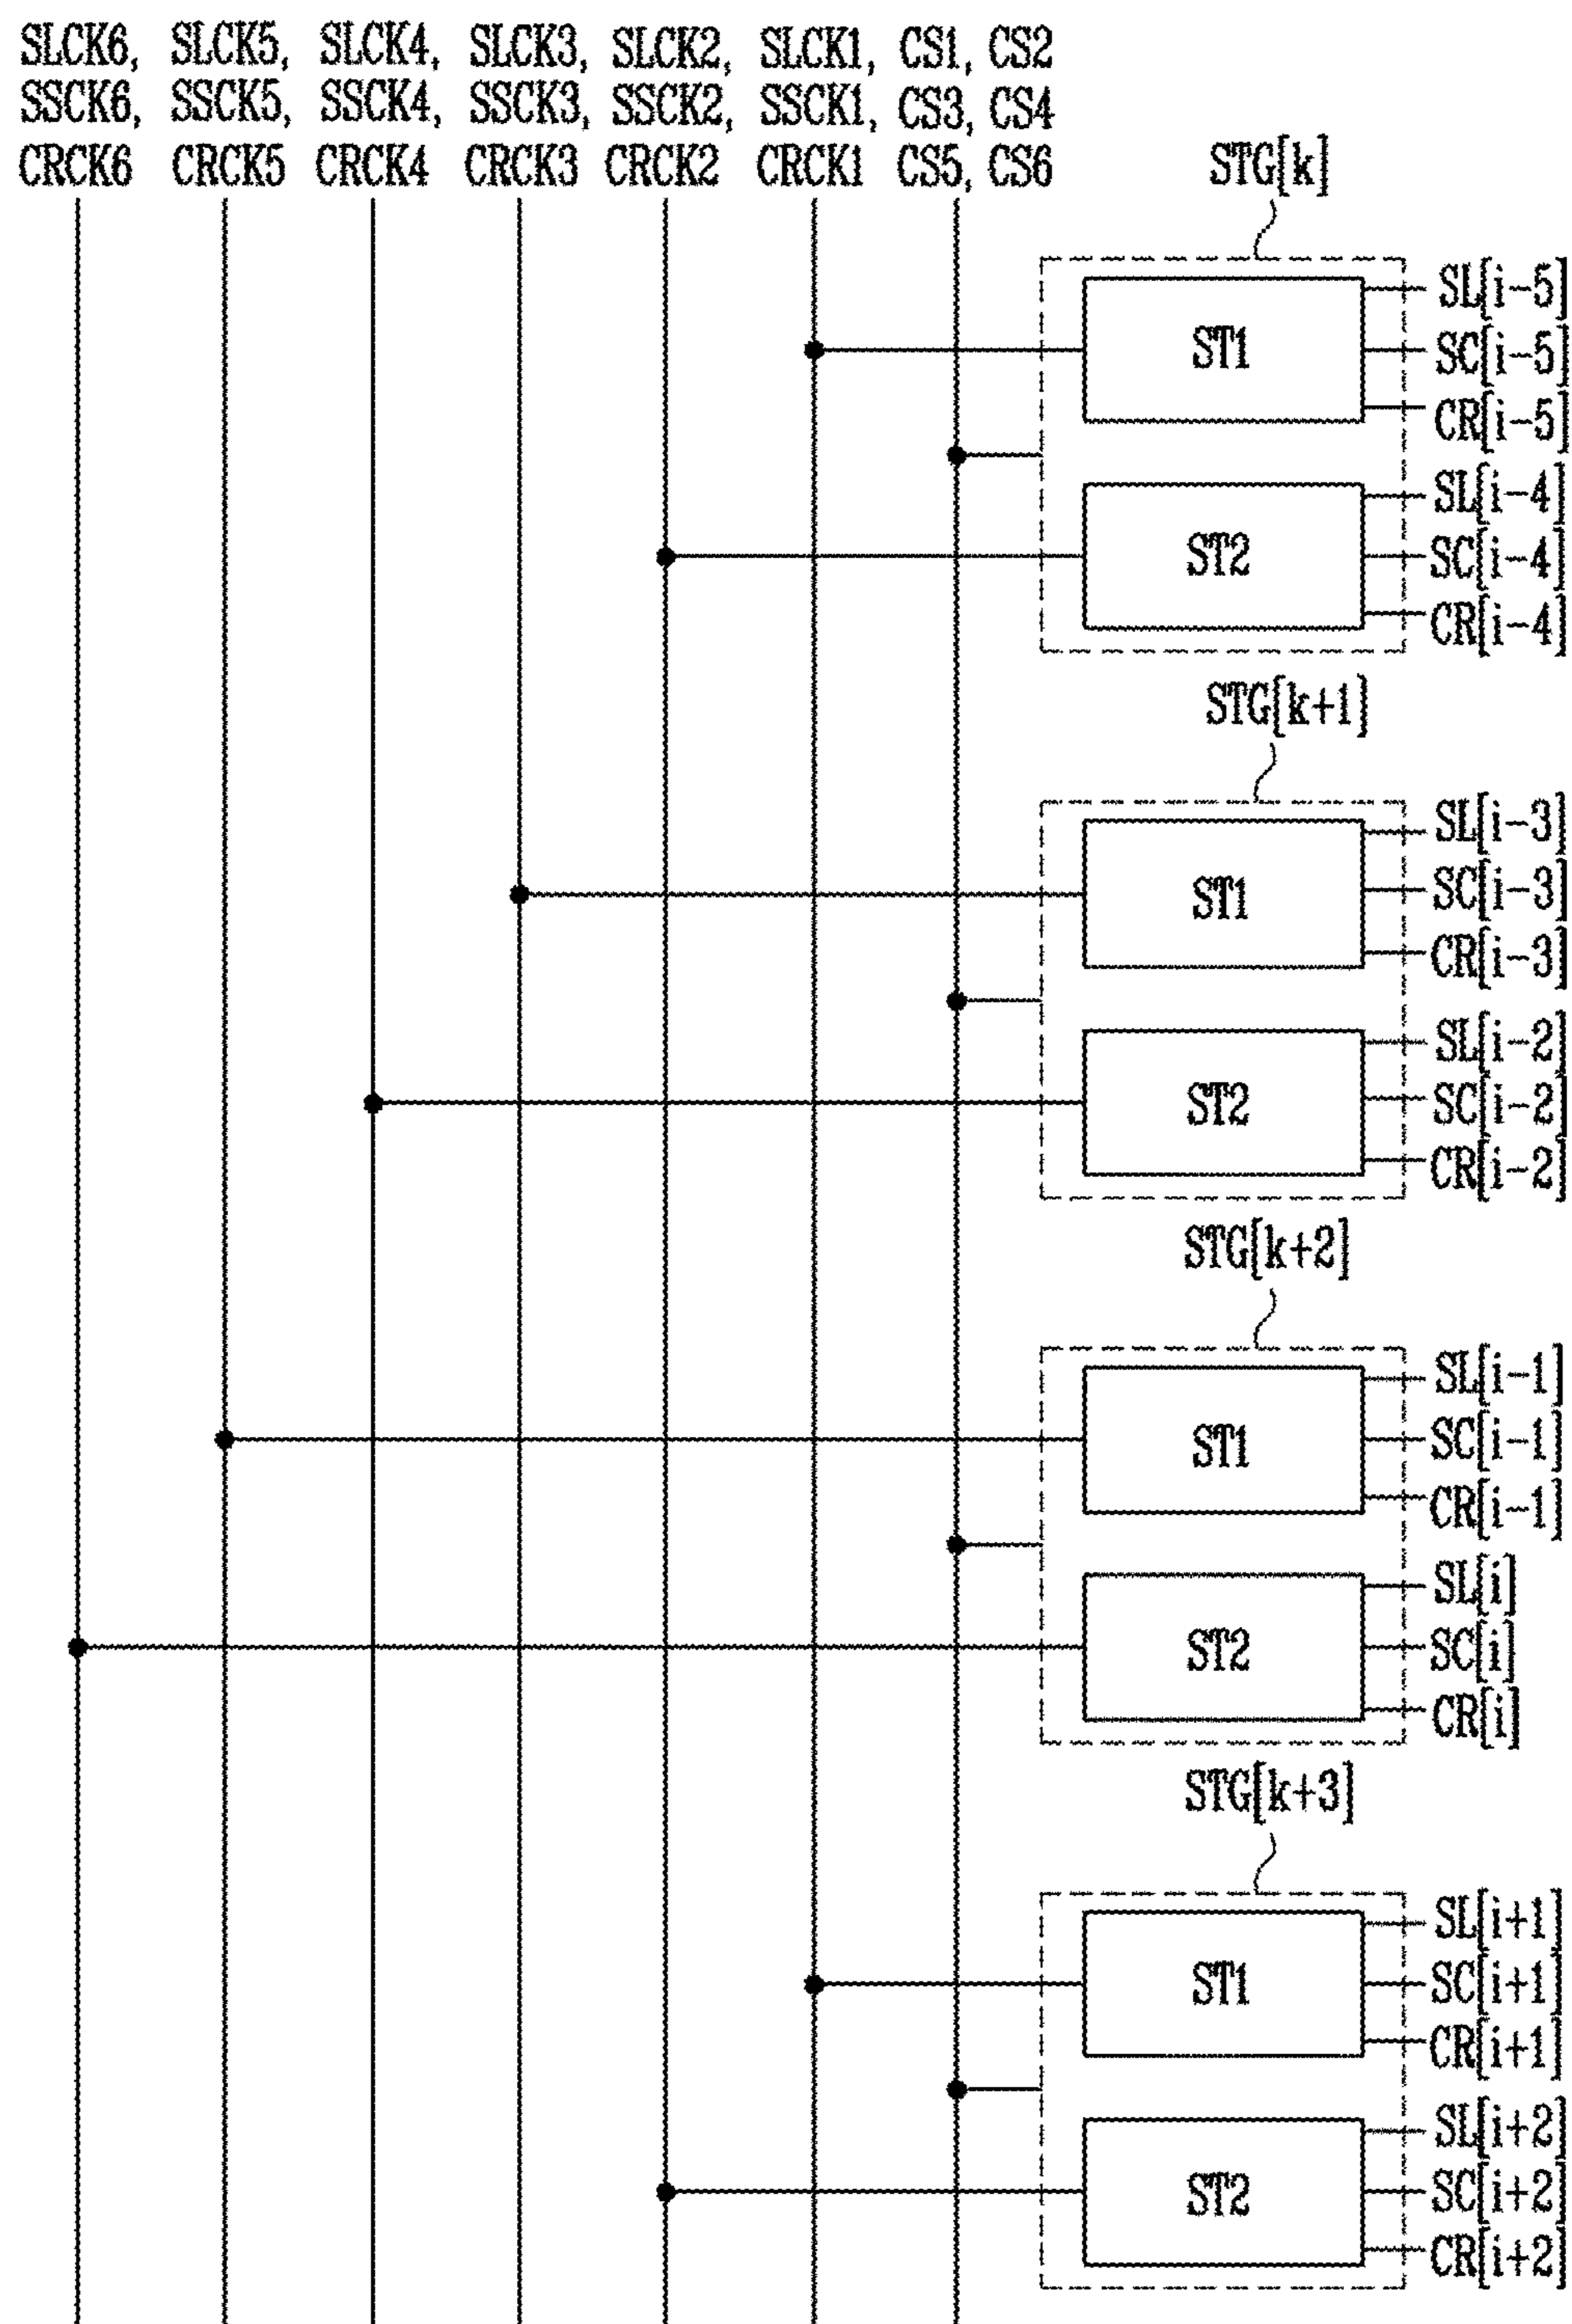 SLCK6, SLCK5, SLCK4, SLCK3, SLCK2, SLCK1, CS1, CS2
SSCK6, SSCK5, SSCK4, SSCK3, SSCK2, SSCK1, CS3, CS4
CRCK6 CRCK5 CRCK4 CRCK3 CRCK2 CRCK1 CS5, CS6
STG[k]
SL[i-5]
ST1 SC[i-5]
CR[i-5]
SL[i-4]
ST2 SC[i-4]
CR[i-4]
STG[k+1]
SL[i-3]
ST1 SC[i-3]
CR[i-3]
SL[i-2]
ST2 SC[i-2]
CR[i-2]
STG[k+2]
SL[i-1]
ST1 SC[i-1]
CR[i-1]
SL[i]
ST2 SC[i]
CR[i]
STG[k+3]
SL[i+1]
ST1 SC[i+1]
CR[i+1]
SL[i+2]
ST2 SC[i+2]
CR[i+2]